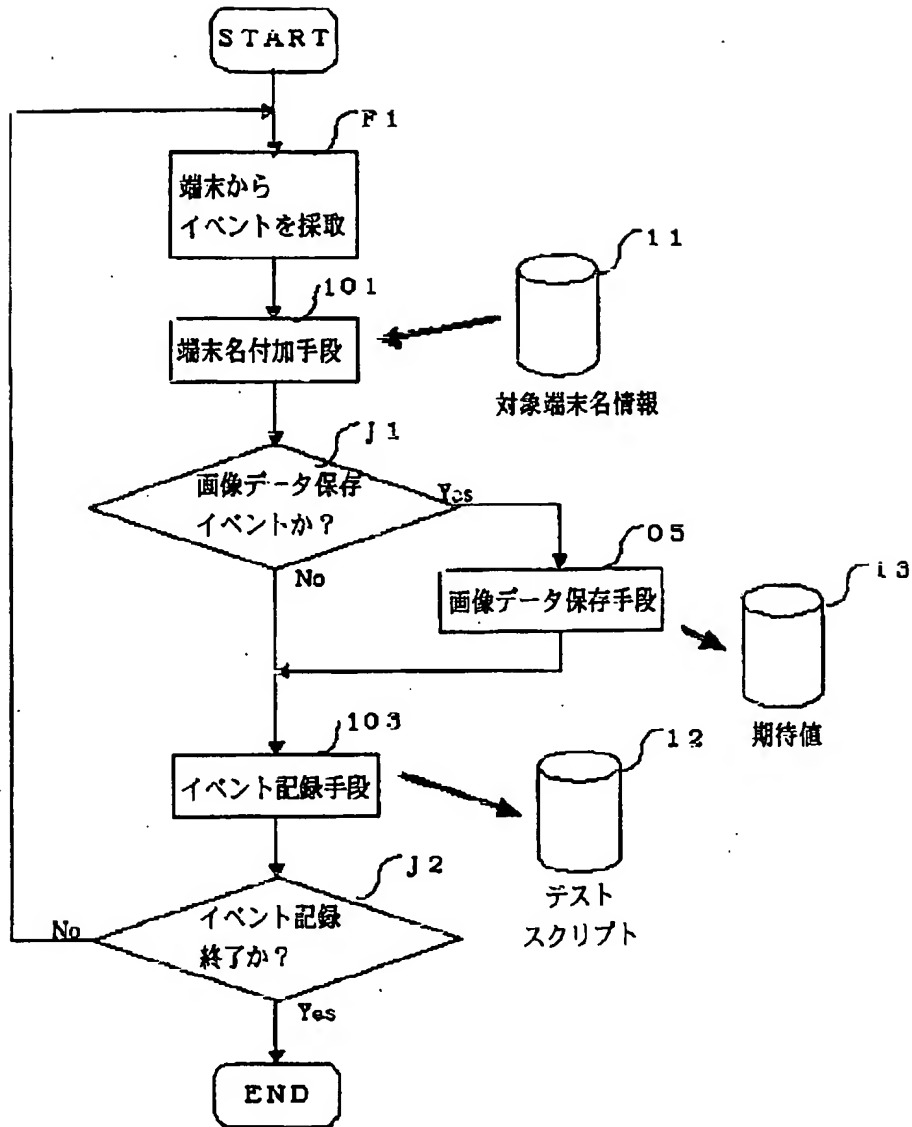 START
F1
端末から
イベントを採取
101
端末名付加手段
11
対象端末名情報
J1
画像データ保存
イベントか?
Yes
No
05
画像データ保存手段
i3
期待値
103
イベント記録手段
12
テスト
スクリプト
J2
イベント記録
終了か?
No
Yes
END